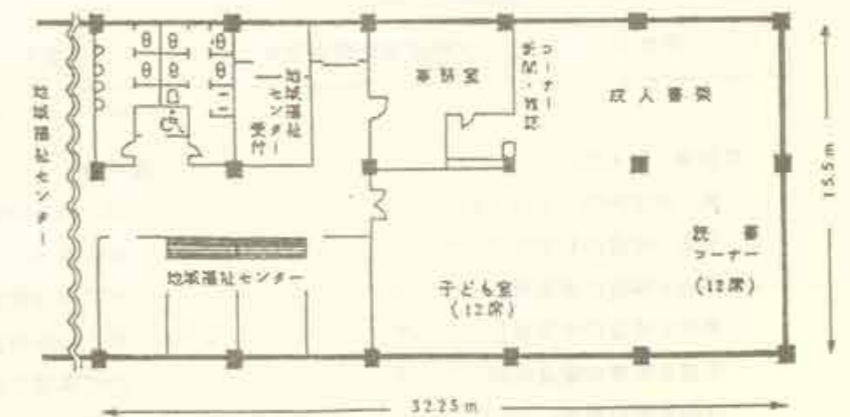 地域福祉センター
地域福祉
センター
受付
事務室
新聞・雑誌
コーナー
成人書架
地域福祉センター
子ども室
(12席)
読書
コーナー
(12席)
15.5m
32.25m